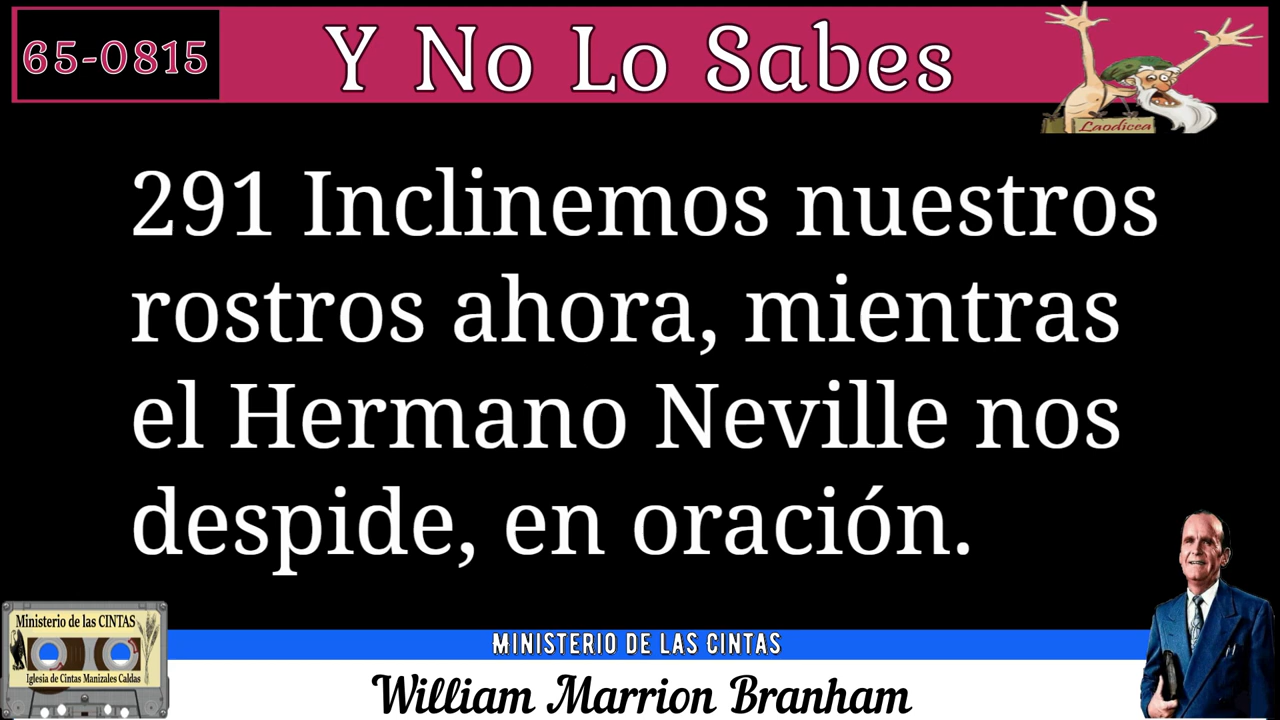 65-0815
Y No Lo Sabes
Laodicea
291 Inclinemos nuestros
rostros ahora, mientras
el Hermano Neville nos
despide, en oración.
Ministerio de las CINTAS
Iglesia de Cintas Manizales Caldas
MINISTERIO DE LAS CINTAS
William Marrion Branham